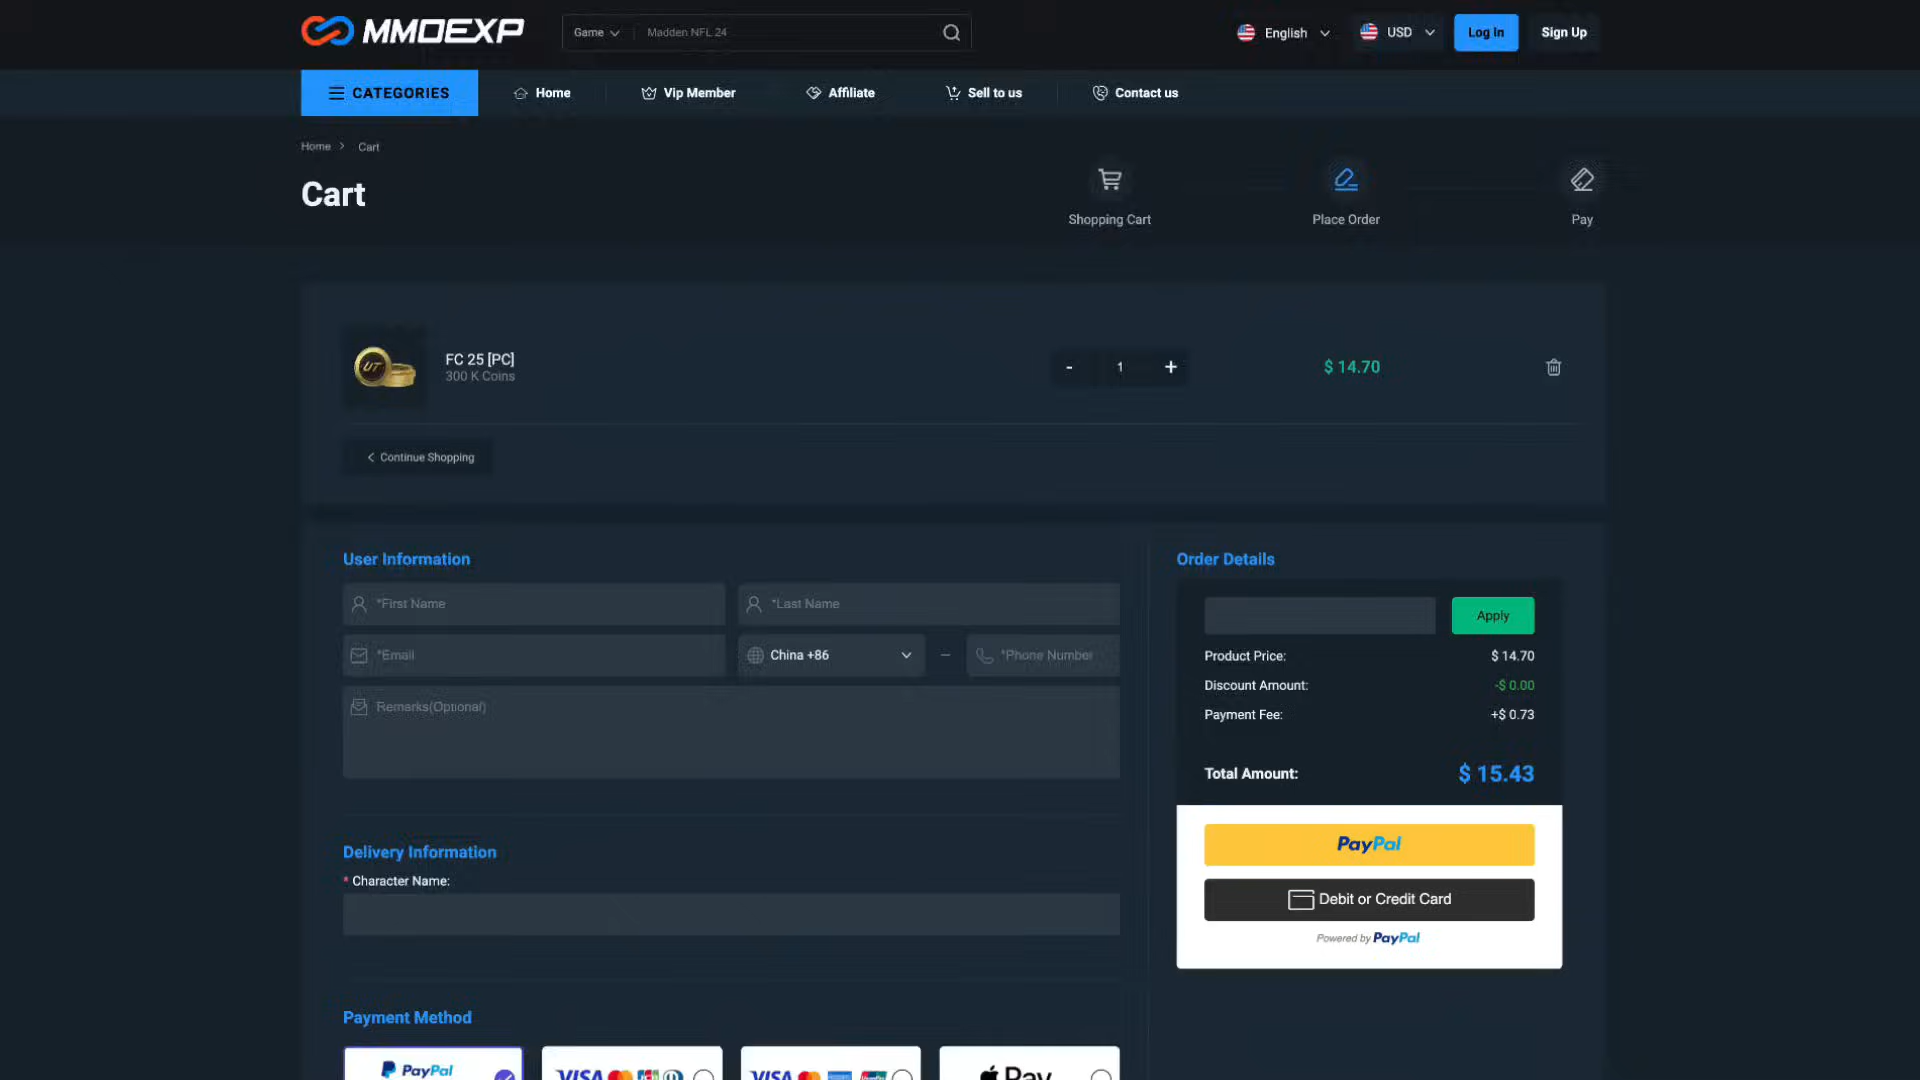 MMOEXP
Game
Madden NFL 24
English
USD
Log In
Sign Up
CATEGORIES
Home
Vip Member
Affiliate
Sell to us
Contact us
Home > Cart
Cart
Shopping Cart
Place Order
Pay
UT
FC 25 [PC]
300 K Coins
- 1 +
$ 14.70
< Continue Shopping
User Information
*First Name
*Last Name
*Email
China +86
–
*Phone Number
Remarks(Optional)
Delivery Information
* Character Name:
Payment Method
PayPal
VISA
VISA
Pay
Order Details
Apply
Product Price: $ 14.70
Discount Amount: -$ 0.00
Payment Fee: +$ 0.73
Total Amount: $ 15.43
PayPal
Debit or Credit Card
Powered by PayPal